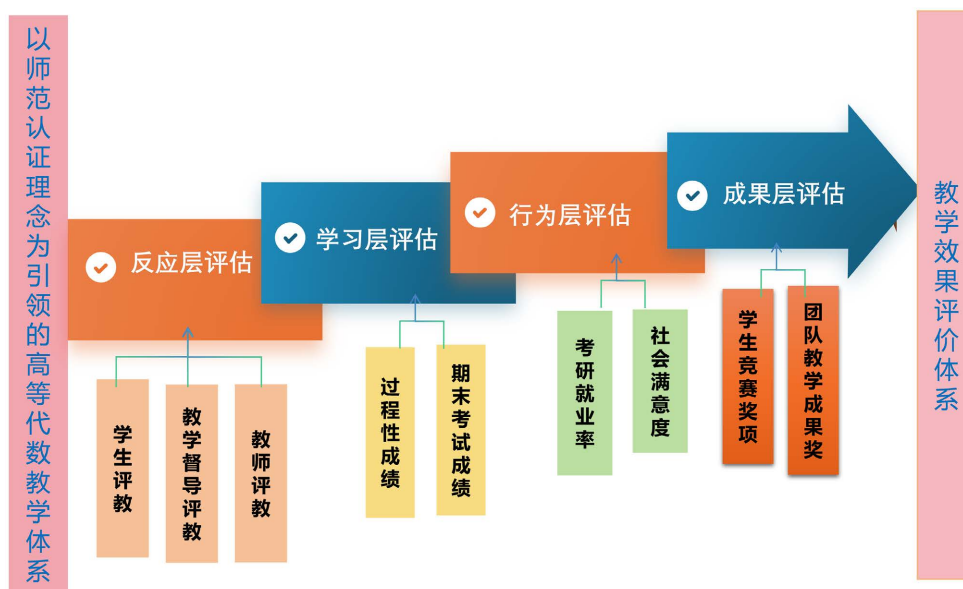 以师范认证理念为引领的高等代数教学体系
反应层评估
学习层评估
行为层评估
成果层评估
学生评教
教学督导评教
教师评教
过程性成绩
期末考试成绩
考研就业率
社会满意度
学生竞赛奖项
团队教学成果奖
教学效果评价体系